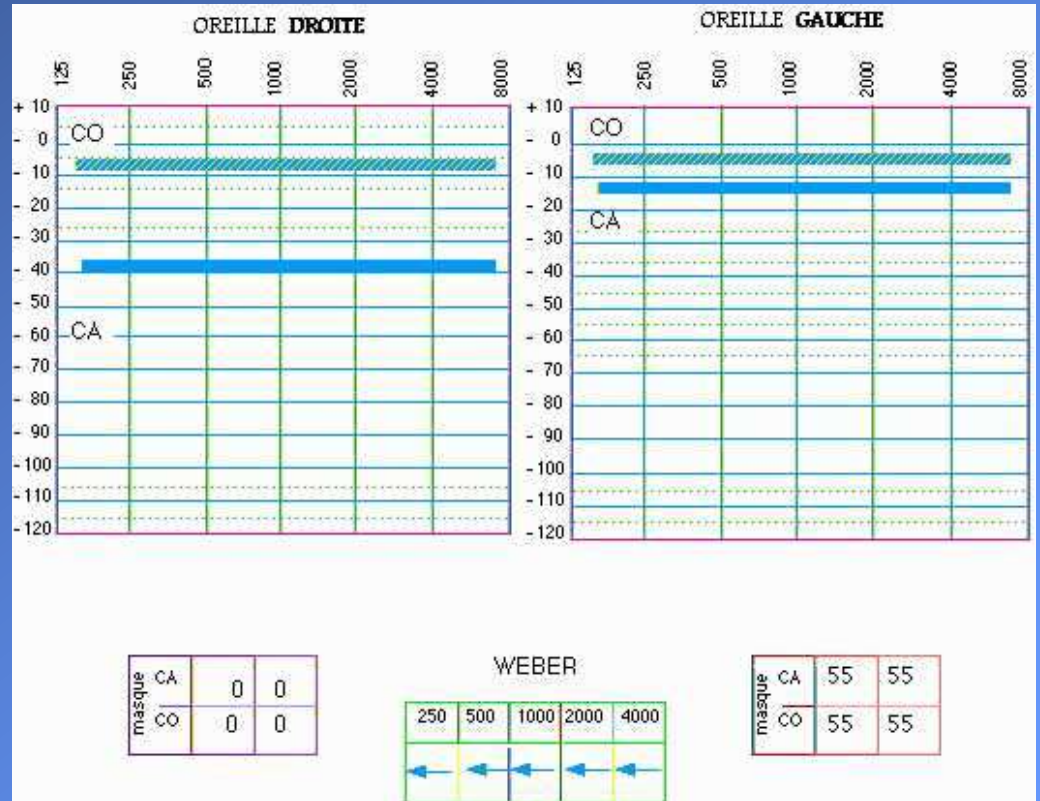 OREILLE DROITE
125 250 500 1000 2000 4000 8000
+ 10
- 0
- 10
- 20
- 30
- 40
- 50
- 60
- 70
- 80
- 90
- 100
- 110
- 120
CO
CA
OREILLE GAUCHE
125 250 500 1000 2000 4000 8000
+ 10
- 0
- 10
- 20
- 30
- 40
- 50
- 60
- 70
- 80
- 90
- 100
- 110
- 120
CO
CA
masque
CA 0 0
CO 0 0
WEBER
250 500 1000 2000 4000
masque
CA 55 55
CO 55 55